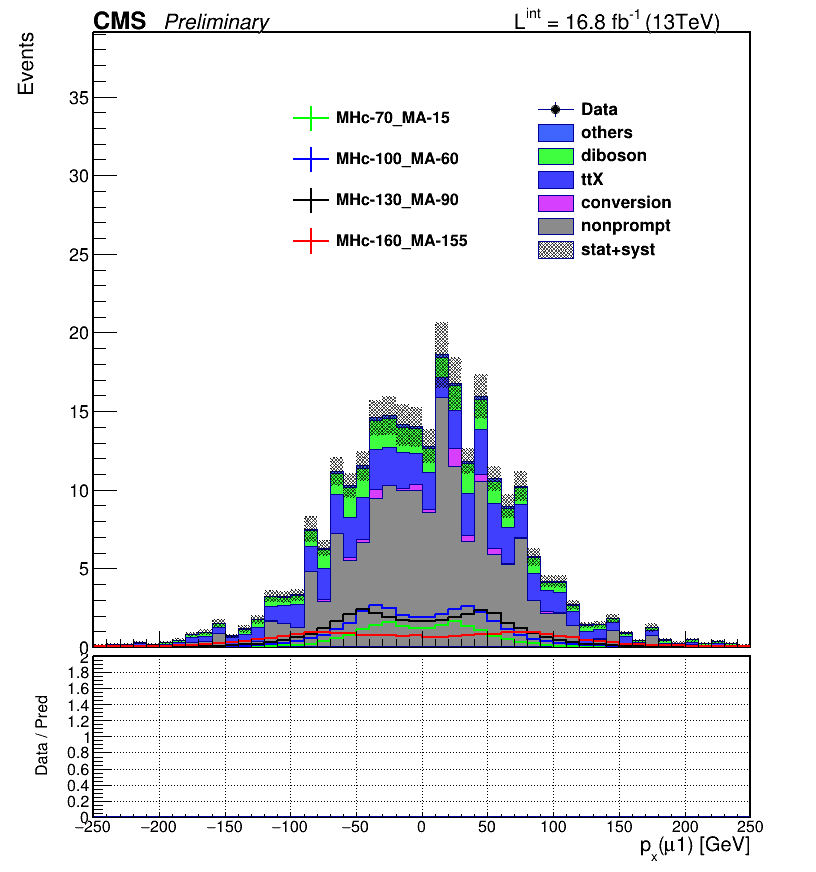 CMS Preliminary L^int = 16.8 fb^-1 (13TeV)
Events
35
30
25
20
15
10
5
0
MHc-70_MA-15
MHc-100_MA-60
MHc-130_MA-90
MHc-160_MA-155
Data
others
diboson
ttX
conversion
nonprompt
stat+syst
Data / Pred
2
1.8
1.6
1.4
1.2
1
0.8
0.6
0.4
0.2
0
−250 −200 −150 −100 −50 0 50 100 150 200 250
p_x(μ1) [GeV]